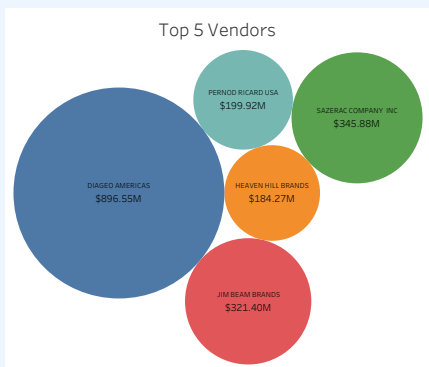 Top 5 Vendors
PERNOD RICARD USA
$199.92M
SAZERAC COMPANY INC
$345.88M
DIAGEO AMERICAS
$896.55M
HEAVEN HILL BRANDS
$184.27M
JIM BEAM BRANDS
$321.40M